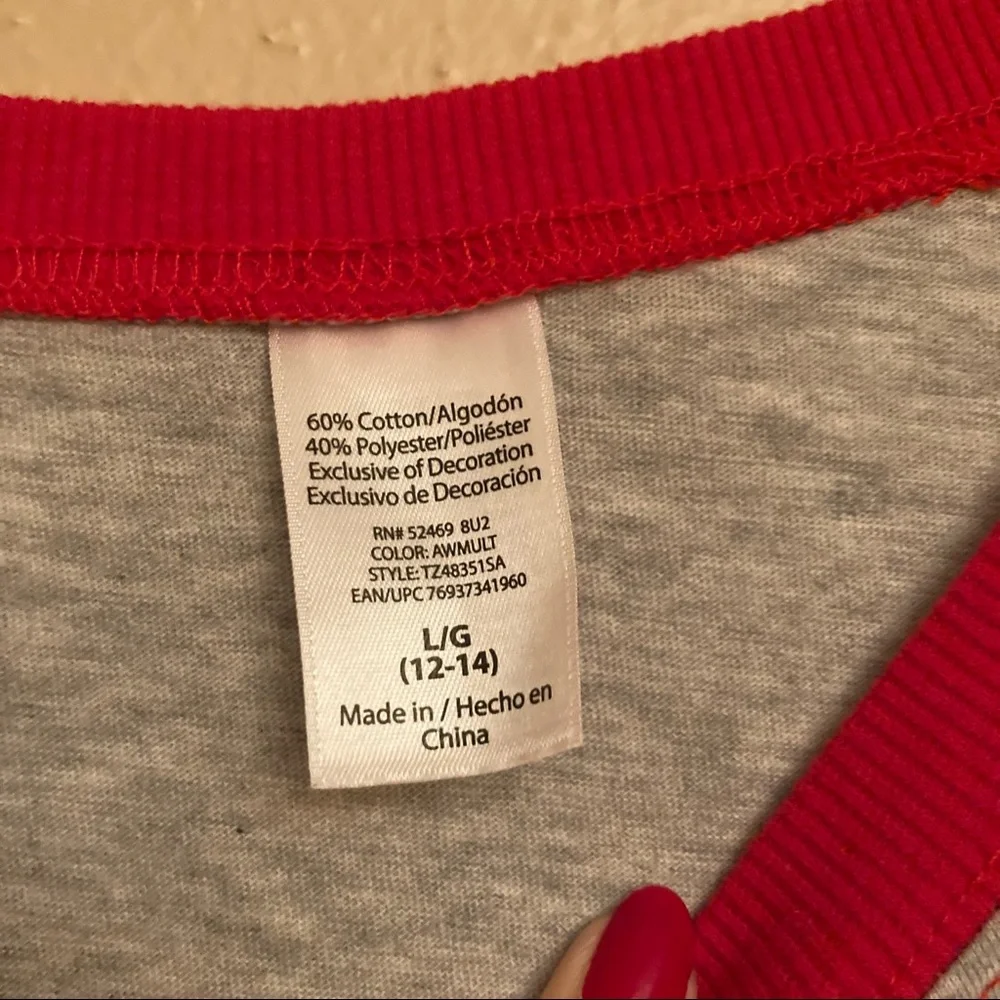 60% Cotton/Algodón
40% Polyester/Poliéster
Exclusive of Decoration
Exclusivo de Decoración
RN# 52469 8U2
COLOR: AWMULT
STYLE: TZ48351SA
EAN/UPC 76937341960
L/G
(12-14)
Made in / Hecho en
China